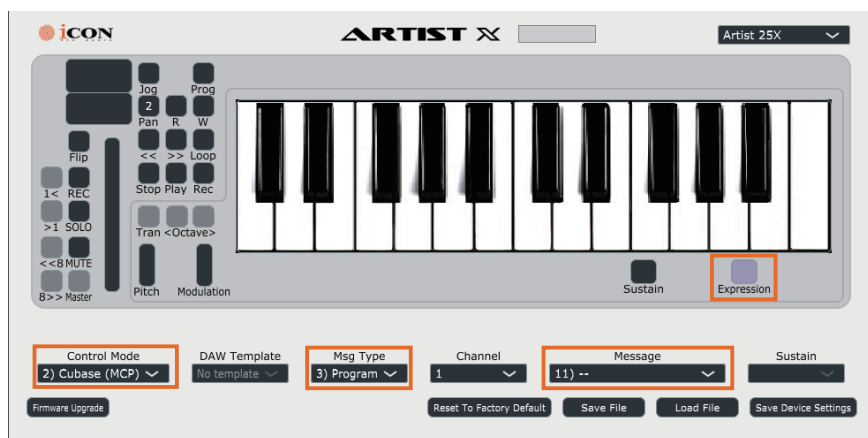 icon
ARTIST X
Artist 25X
Jog Prog
2
Pan R W
Flip
<< >> Loop
1< REC
Stop Play Rec
>1 SOLO
Tran <Octave>
<<8 MUTE
8>> Master
Pitch Modulation
Sustain Expression
Control Mode DAW Template Msg Type Channel Message Sustain
2) Cubase (MCP) No template 3) Program 1 11) --
Firmware Upgrade Reset To Factory Default Save File Load File Save Device Settings